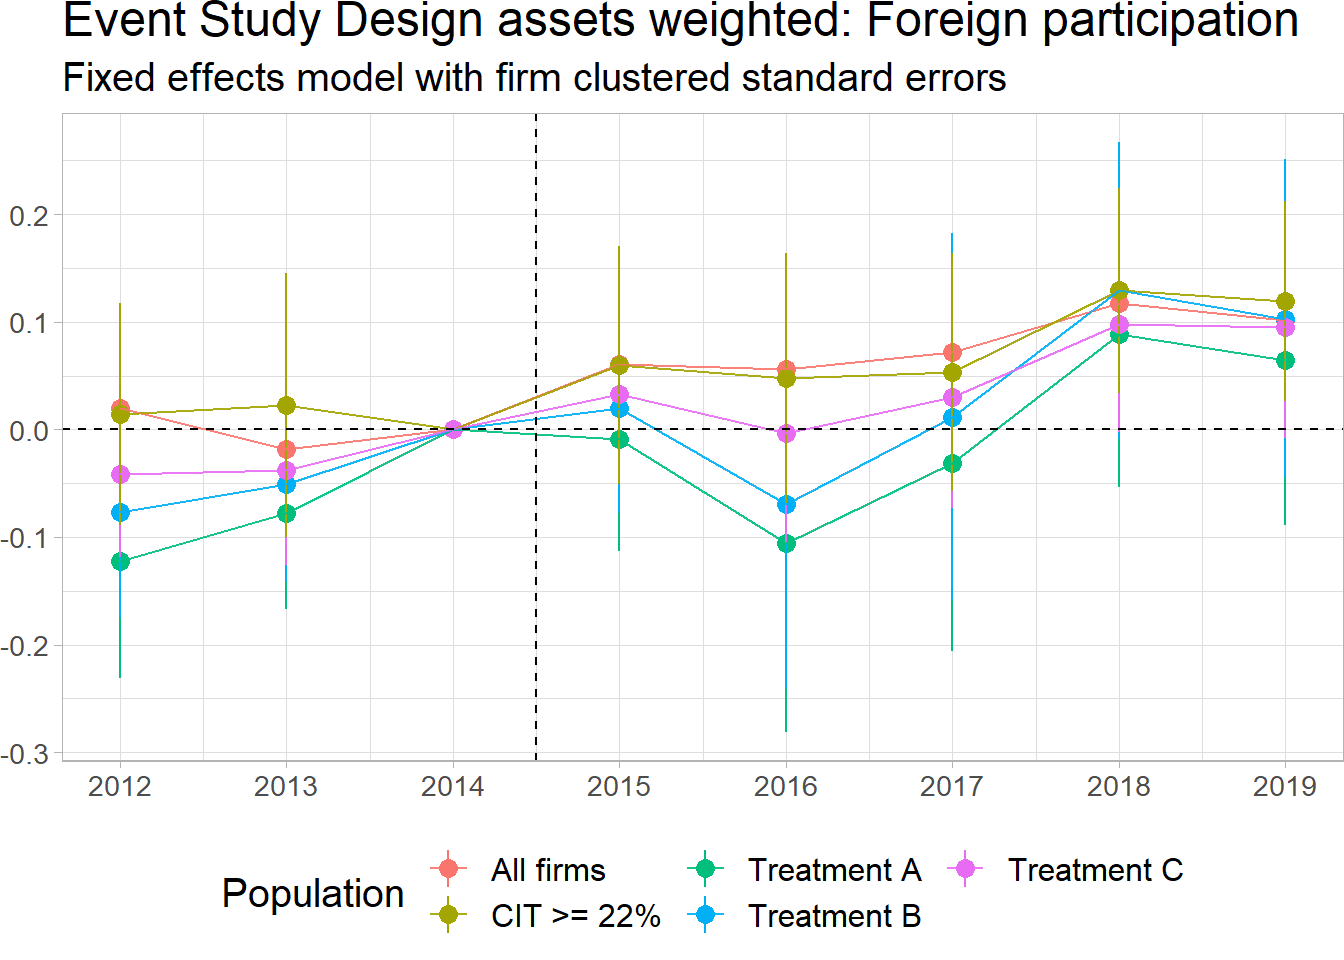 Event Study Design assets weighted: Foreign participation
Fixed effects model with firm clustered standard errors
0.2
0.1
0.0
-0.1
-0.2
-0.3
2012 2013 2014 2015 2016 2017 2018 2019
Population
All firms Treatment A Treatment C
CIT >= 22% Treatment B